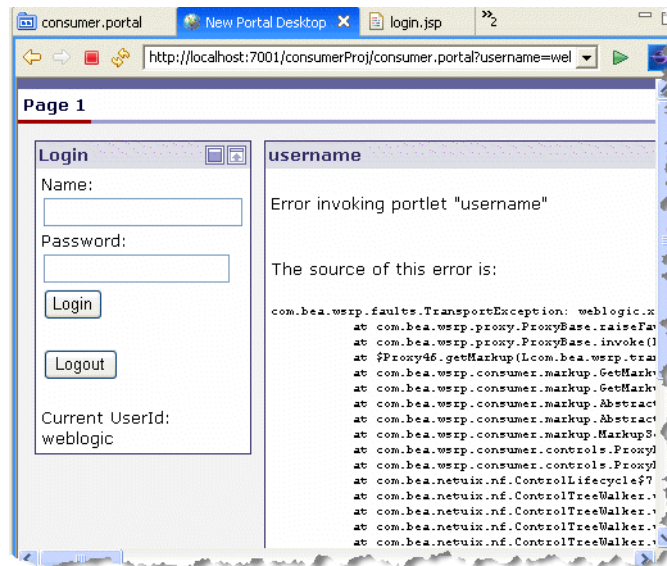 consumer.portal
New Portal Desktop
login.jsp
2
http://localhost:7001/consumerProj/consumer.portal?username=wel
Page 1
Login
Name:
Password:
Login
Logout
Current UserId:
weblogic
username
Error invoking portlet "username"
The source of this error is:
com.bea.wsrp.faults.TransportException: weblogic.x
at com.bea.wsrp.proxy.ProxyBase.raiseFau
at com.bea.wsrp.proxy.ProxyBase.invoke(
at $Proxy46.getMarkup(Lcom.bea.wsrp.tran
at com.bea.wsrp.consumer.markup.GetMark
at com.bea.wsrp.consumer.markup.GetMark
at com.bea.wsrp.consumer.markup.Abstract
at com.bea.wsrp.consumer.markup.Abstract
at com.bea.wsrp.consumer.markup.MarkupS
at com.bea.wsrp.consumer.controls.Proxy
at com.bea.wsrp.consumer.controls.Proxy
at com.bea.netuix.nf.ControlLifecycle$7
at com.bea.netuix.nf.ControlTreeWalker.
at com.bea.netuix.nf.ControlTreeWalker.
at com.bea.netuix.nf.ControlTreeWalker.
at com.bea.netuix.nf.ControlTreeWalker.